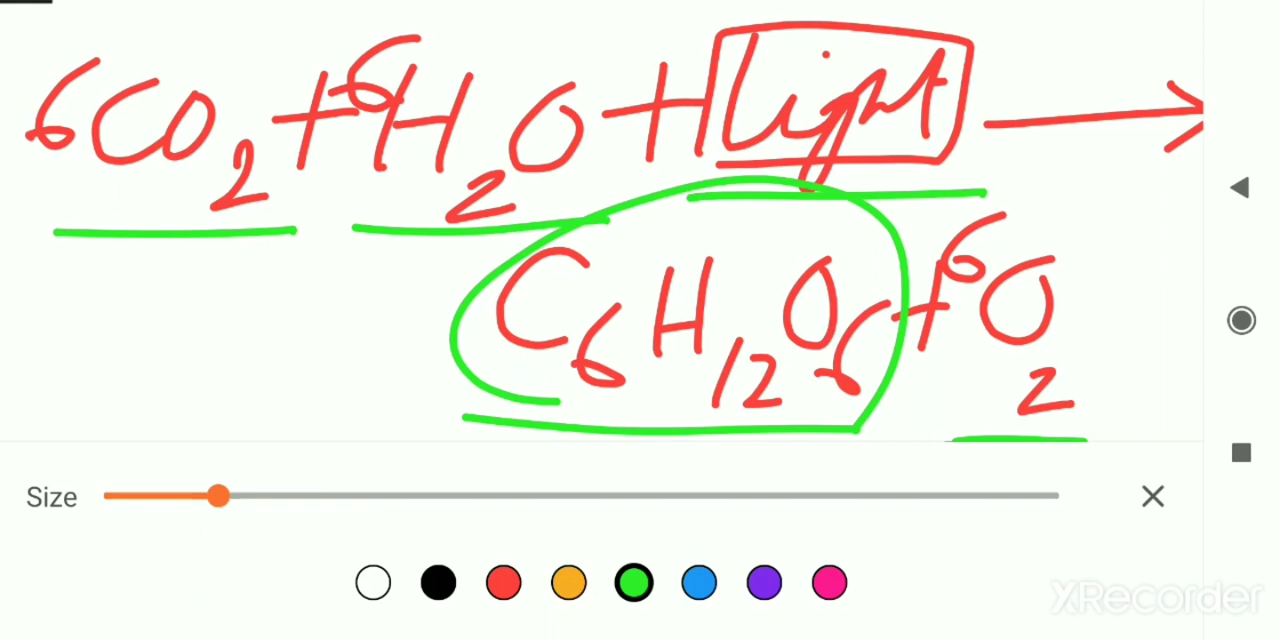 6CO₂ + 6H₂O + Light →
C₆H₁₂O₆ + 6O₂
Size
XRecorder